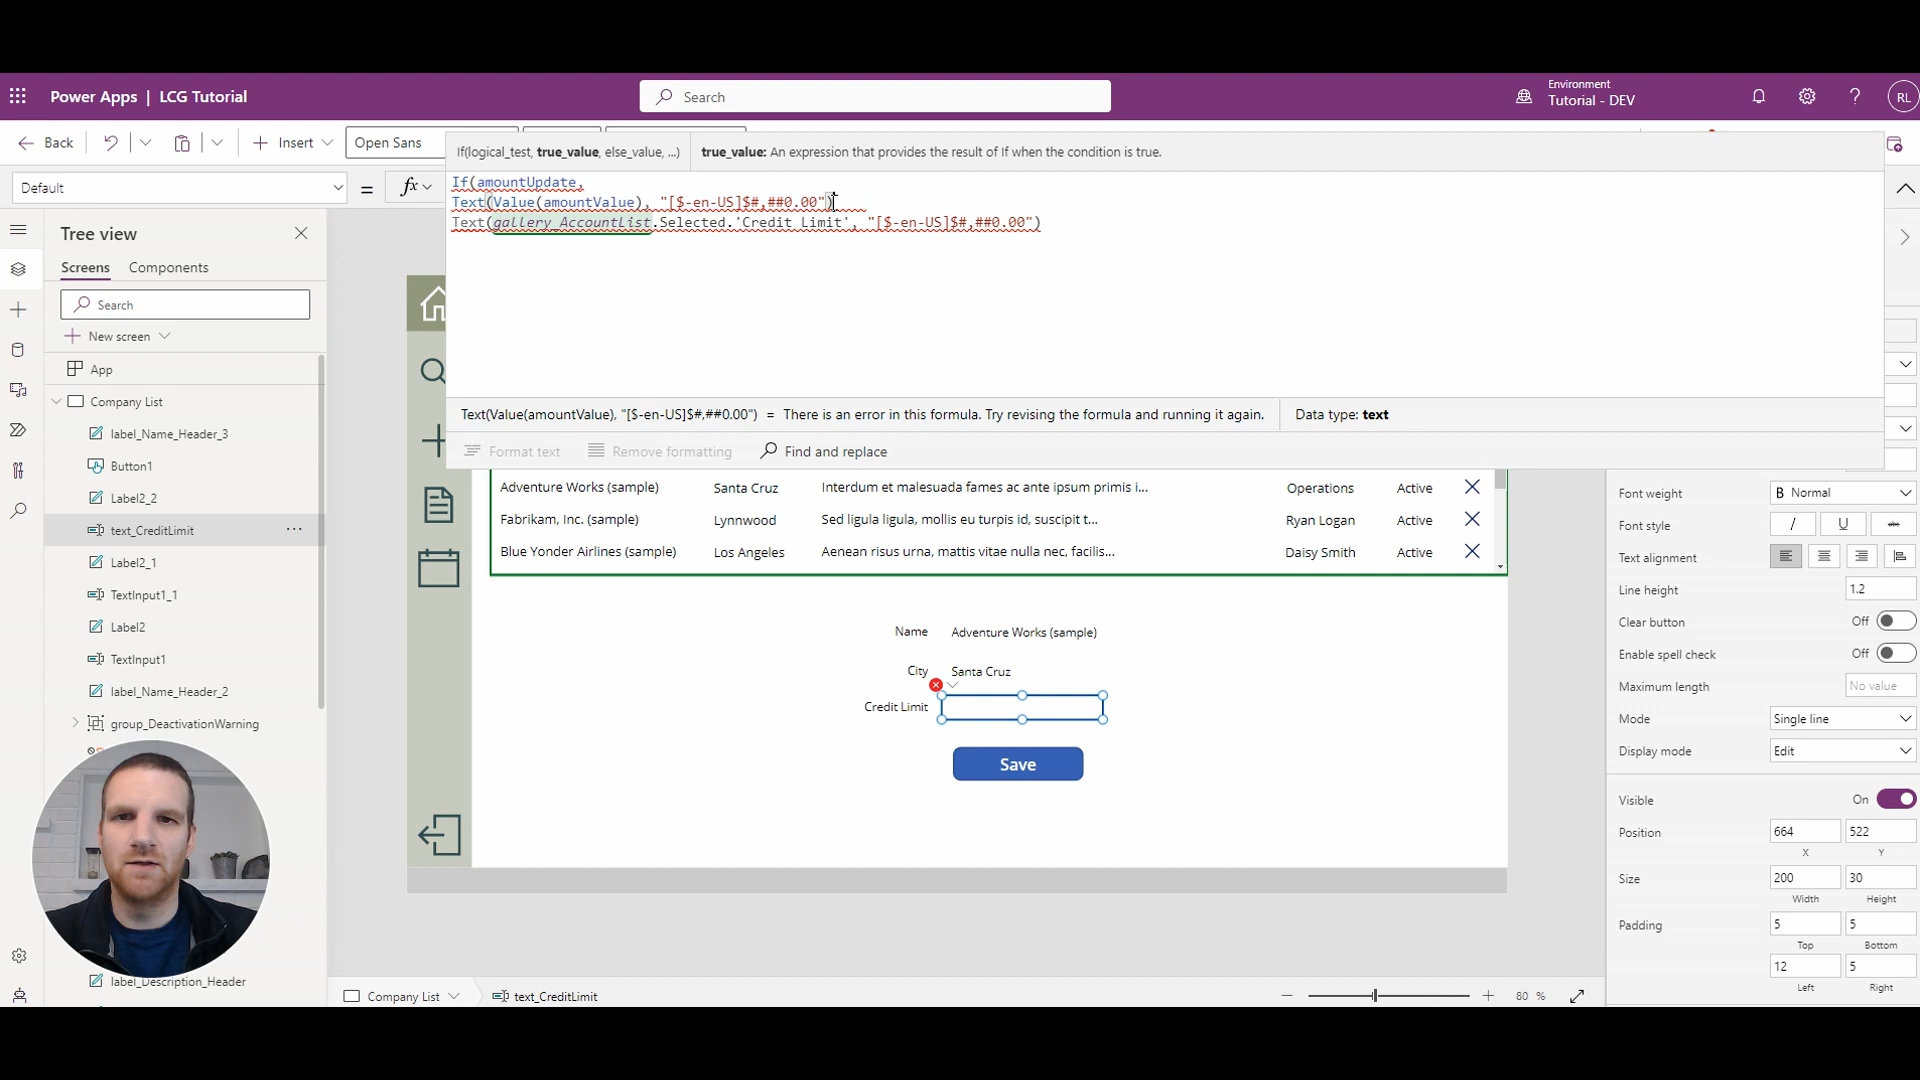 Power Apps | LCG Tutorial
Search
Environment
Tutorial - DEV
RL
Back
Insert
Open Sans
If(logical_test, true_value, else_value, ...)
true_value: An expression that provides the result of If when the condition is true.
Default
=
fx
If(amountUpdate,
Text(Value(amountValue), "[$-en-US]$#,##0.00")
Text(gallery_AccountList.Selected.'Credit Limit', "[$-en-US]$#,##0.00")
Text(Value(amountValue), "[$-en-US]$#,##0.00") = There is an error in this formula. Try revising the formula and running it again.
Data type: text
Format text
Remove formatting
Find and replace
Tree view
Screens
Components
Search
New screen
App
Company List
label_Name_Header_3
Button1
Label2_2
text_CreditLimit
Label2_1
TextInput1_1
Label2
TextInput1
label_Name_Header_2
group_DeactivationWarning
label_Description_Header
Adventure Works (sample) Santa Cruz Interdum et malesuada fames ac ante ipsum primis i... Operations Active
Fabrikam, Inc. (sample) Lynnwood Sed ligula ligula, mollis eu turpis id, suscipit t... Ryan Logan Active
Blue Yonder Airlines (sample) Los Angeles Aenean risus urna, mattis vitae nulla nec, facilis... Daisy Smith Active
Name Adventure Works (sample)
City Santa Cruz
Credit Limit
Save
Font weight
B Normal
Font style
/ U abc
Text alignment
Line height
1.2
Clear button
Off
Enable spell check
Off
Maximum length
No value
Mode
Single line
Display mode
Edit
Visible
On
Position
664 522
X Y
Size
200 30
Width Height
Padding
5 5
Top Bottom
12 5
Left Right
Company List
text_CreditLimit
80 %